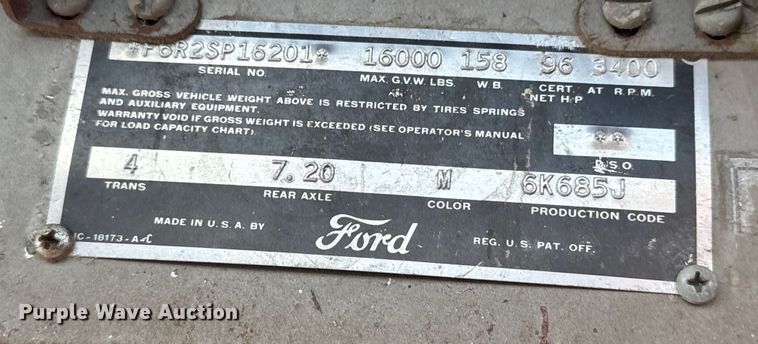 *F6R2SP16201* 16000 158 96 3400
SERIAL NO. MAX. G.V.W. LBS. W.B. CERT. NET H·P AT R.P.M.
MAX. GROSS VEHICLE WEIGHT ABOVE IS RESTRICTED BY TIRES SPRINGS
AND AUXILIARY EQUIPMENT.
WARRANTY VOID IF GROSS WEIGHT IS EXCEEDED (SEE OPERATOR'S MANUAL
FOR LOAD CAPACITY CHART).
**
D.S.O.
4 7.20 M 6K685J
TRANS REAR AXLE COLOR PRODUCTION CODE
MADE IN U.S.A. BY Ford REG. U.S. PAT. OFF.
Purple Wave Auction